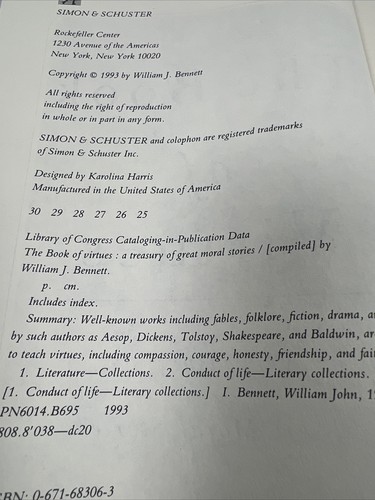 SIMON & SCHUSTER
Rockefeller Center
1230 Avenue of the Americas
New York, New York 10020
Copyright © 1993 by William J. Bennett
All rights reserved
including the right of reproduction
in whole or in part in any form.
SIMON & SCHUSTER and colophon are registered trademarks
of Simon & Schuster Inc.
Designed by Karolina Harris
Manufactured in the United States of America
30 29 28 27 26 25
Library of Congress Cataloging-in-Publication Data
The Book of virtues : a treasury of great moral stories / [compiled] by
William J. Bennett.
p. cm.
Includes index.
Summary: Well-known works including fables, folklore, fiction, drama,
by such authors as Aesop, Dickens, Tolstoy, Shakespeare, and Baldwin,
to teach virtues, including compassion, courage, honesty, friendship, and
1. Literature—Collections. 2. Conduct of life—Literary collections.
[1. Conduct of life—Literary collections.] I. Bennett, William John,
PN6014.B695 1993
808.8'038—dc20
0-671-68306-3